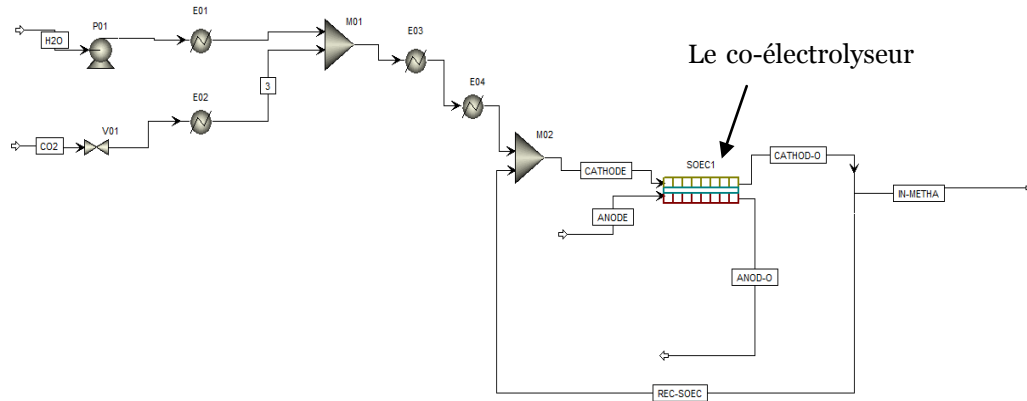 Le co-électrolyseur
P01
E01
M01
H2O
E03
3
E02
E04
V01
CO2
M02
SOEC1
CATHOD-O
CATHODE
IN-METHA
ANODE
ANOD-O
REC-SOEC